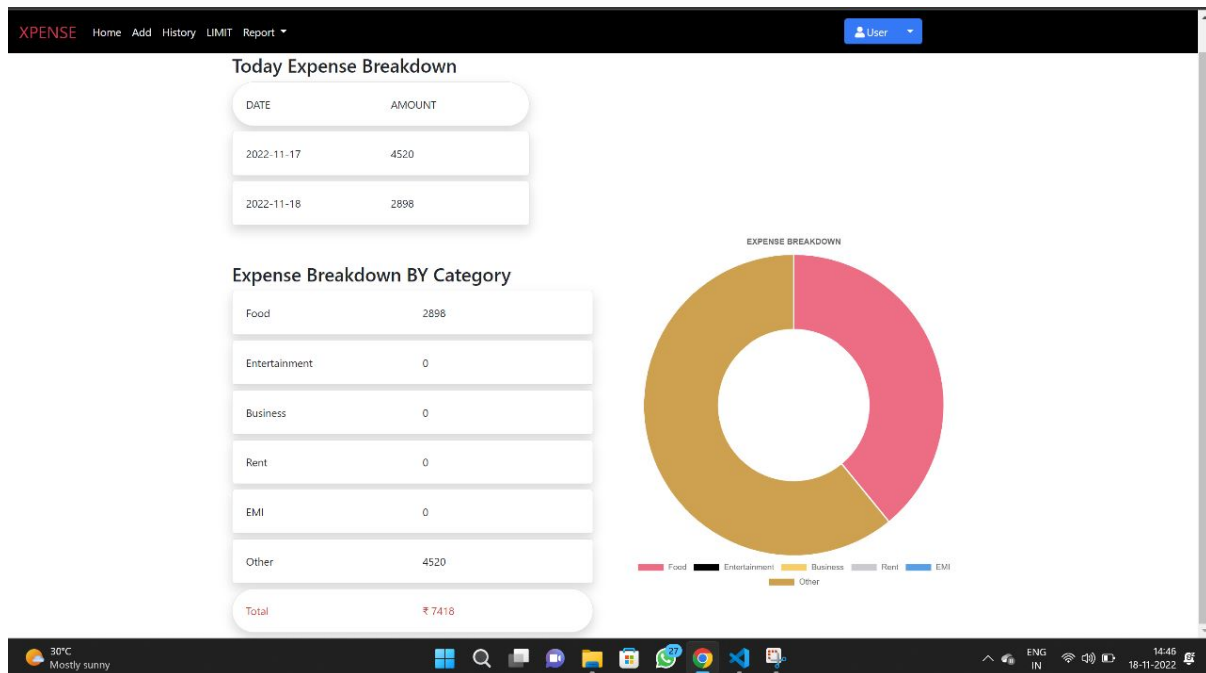 XPENSE Home Add History LIMIT Report User
Today Expense Breakdown
DATE AMOUNT
2022-11-17 4520
2022-11-18 2898
Expense Breakdown BY Category
Food 2898
Entertainment 0
Business 0
Rent 0
EMI 0
Other 4520
Total ₹ 7418
EXPENSE BREAKDOWN
Food Entertainment Business Rent EMI
Other
30°C
Mostly sunny
27
ENG
IN
14:46
18-11-2022